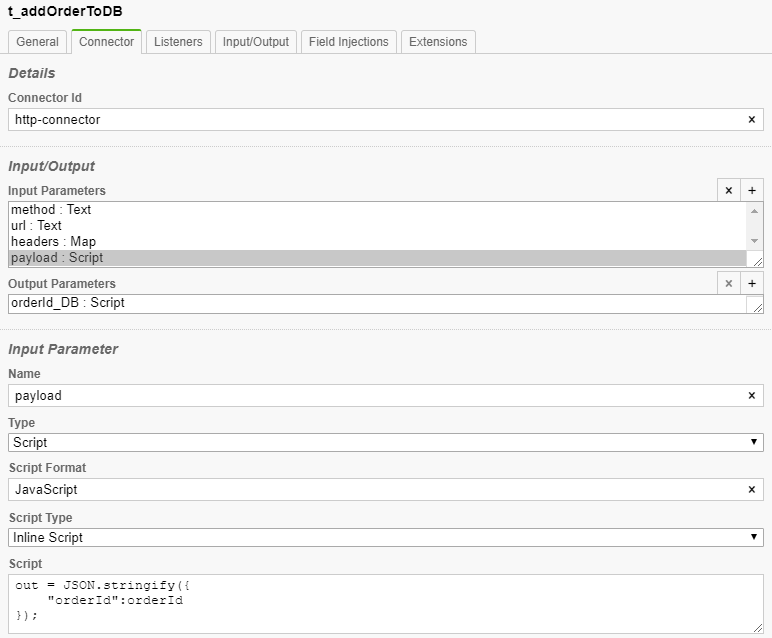 t_addOrderToDB
General Connector Listeners Input/Output Field Injections Extensions
Details
Connector Id
http-connector ×
Input/Output
Input Parameters × +
method : Text
url : Text
headers : Map
payload : Script
Output Parameters × +
orderId_DB : Script
Input Parameter
Name
payload ×
Type
Script
Script Format
JavaScript ×
Script Type
Inline Script
Script
out = JSON.stringify({
"orderId":orderId
});